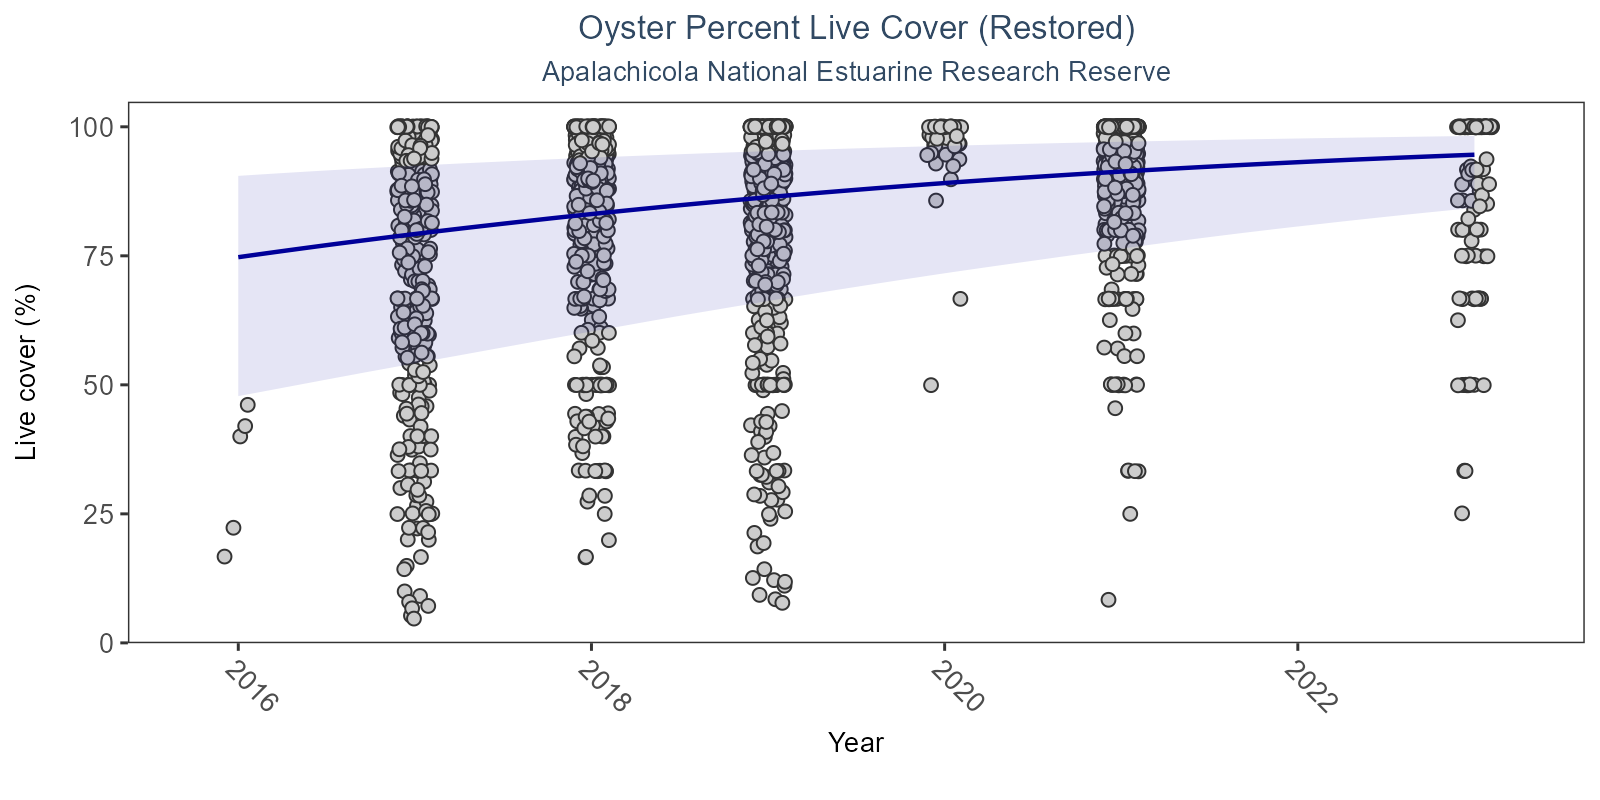 Oyster Percent Live Cover (Restored)
Apalachicola National Estuarine Research Reserve
Live cover (%)
100
75
50
25
0
2016
2018
2020
2022
Year